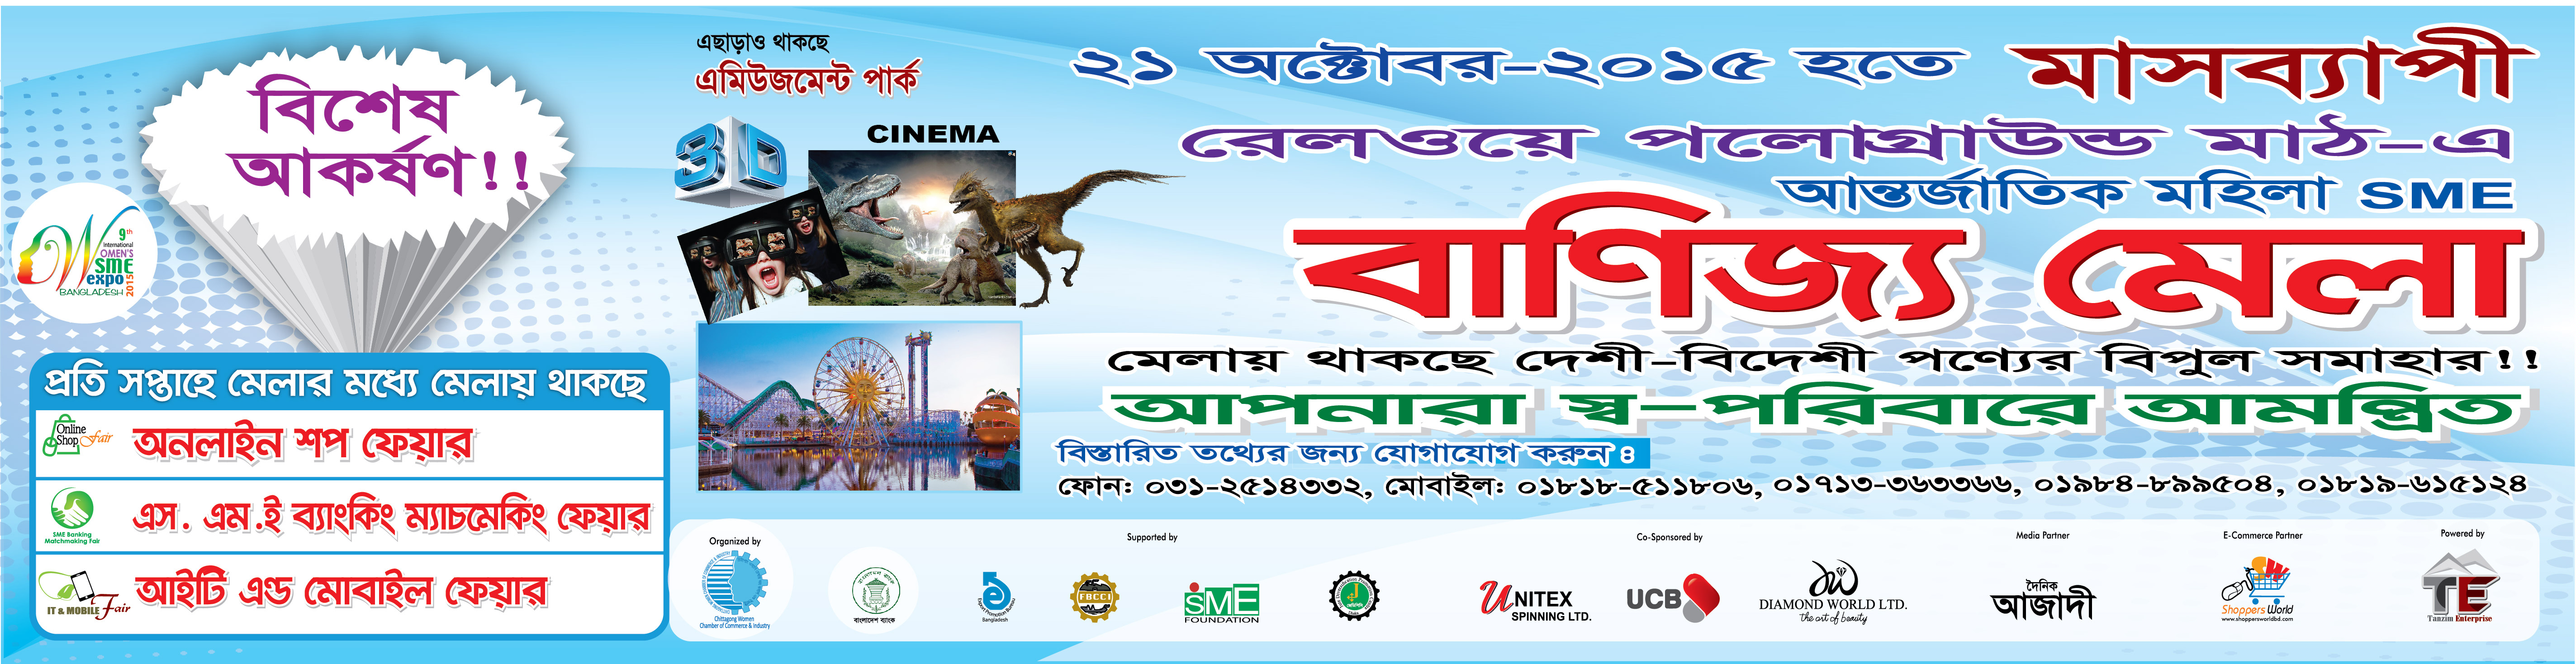 বিশেষ
আকর্ষণ!!
9th
International
WOMEN'S
SME
expo
2015
BANGLADESH
প্রতি সপ্তাহে মেলার মধ্যে মেলায় থাকছে
Online
Shop Fair
অনলাইন শপ ফেয়ার
SME Banking
Matchmaking Fair
এস. এম.ই ব্যাংকিং ম্যাচমেকিং ফেয়ার
IT & MOBILE Fair
আইটি এন্ড মোবাইল ফেয়ার
এছাড়াও থাকছে
এমিউজমেন্ট পার্ক
3D
CINEMA
২১ অক্টোবর-২০১৫ হতে মাসব্যাপী
রেলওয়ে পলোগ্রাউন্ড মাঠ-এ
আন্তর্জাতিক মহিলা SME
বাণিজ্য মেলা
মেলায় থাকছে দেশী-বিদেশী পণ্যের বিপুল সমাহার!!
আপনারা স্ব-পরিবারে আমন্ত্রিত
বিস্তারিত তথ্যের জন্য যোগাযোগ করুন ঃ
ফোন: ০৩১-২৫১৪৩৩২, মোবাইল: ০১৮১৮-৫১১৮০৬, ০১৭১৩-৩৬৩৩৬৬, ০১৯৮৪-৮৯৯৫০৪, ০১৮১৯-৬১৫১২৪
Organized by
Chittagong Women
Chamber of Commerce & Industry
বাংলাদেশ ব্যাংক
Supported by
Export Promotion Bureau
Bangladesh
FBCCI
SME
FOUNDATION
Co-Sponsored by
UNITEX
SPINNING LTD.
UCB
DIAMOND WORLD LTD.
the art of beauty
Media Partner
দৈনিক
আজাদী
E-Commerce Partner
Shoppers World
www.shoppersworldbd.com
Powered by
TE
Tanzim Enterprise